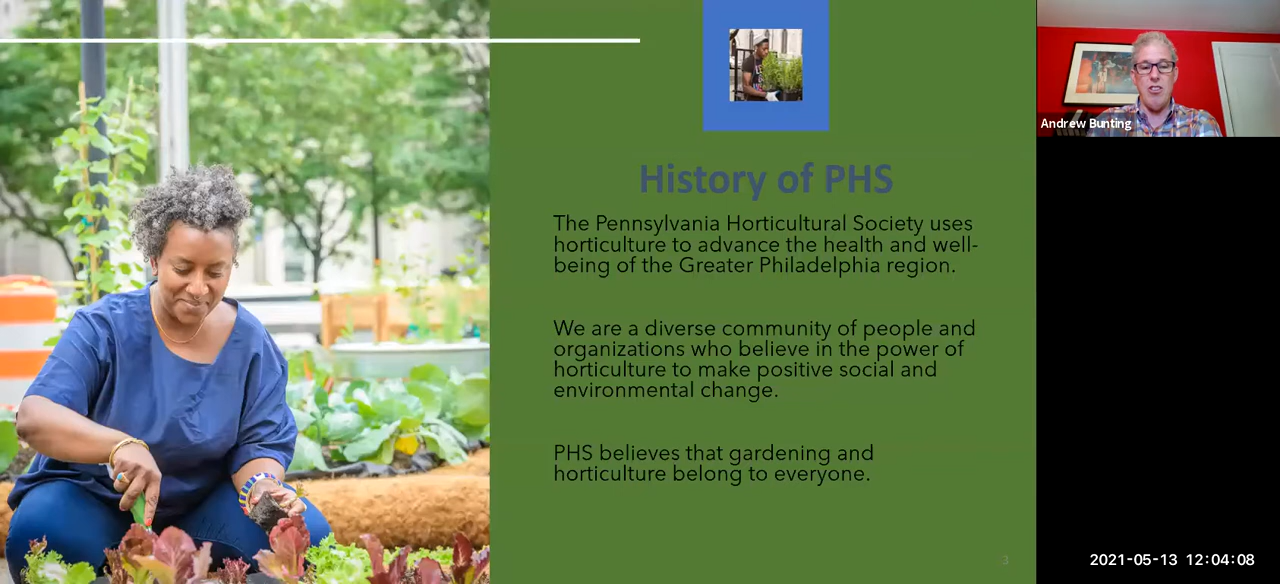 History of PHS
The Pennsylvania Horticultural Society uses
horticulture to advance the health and well-
being of the Greater Philadelphia region.
We are a diverse community of people and
organizations who believe in the power of
horticulture to make positive social and
environmental change.
PHS believes that gardening and
horticulture belong to everyone.
3
Andrew Bunting
2021-05-13 12:04:08